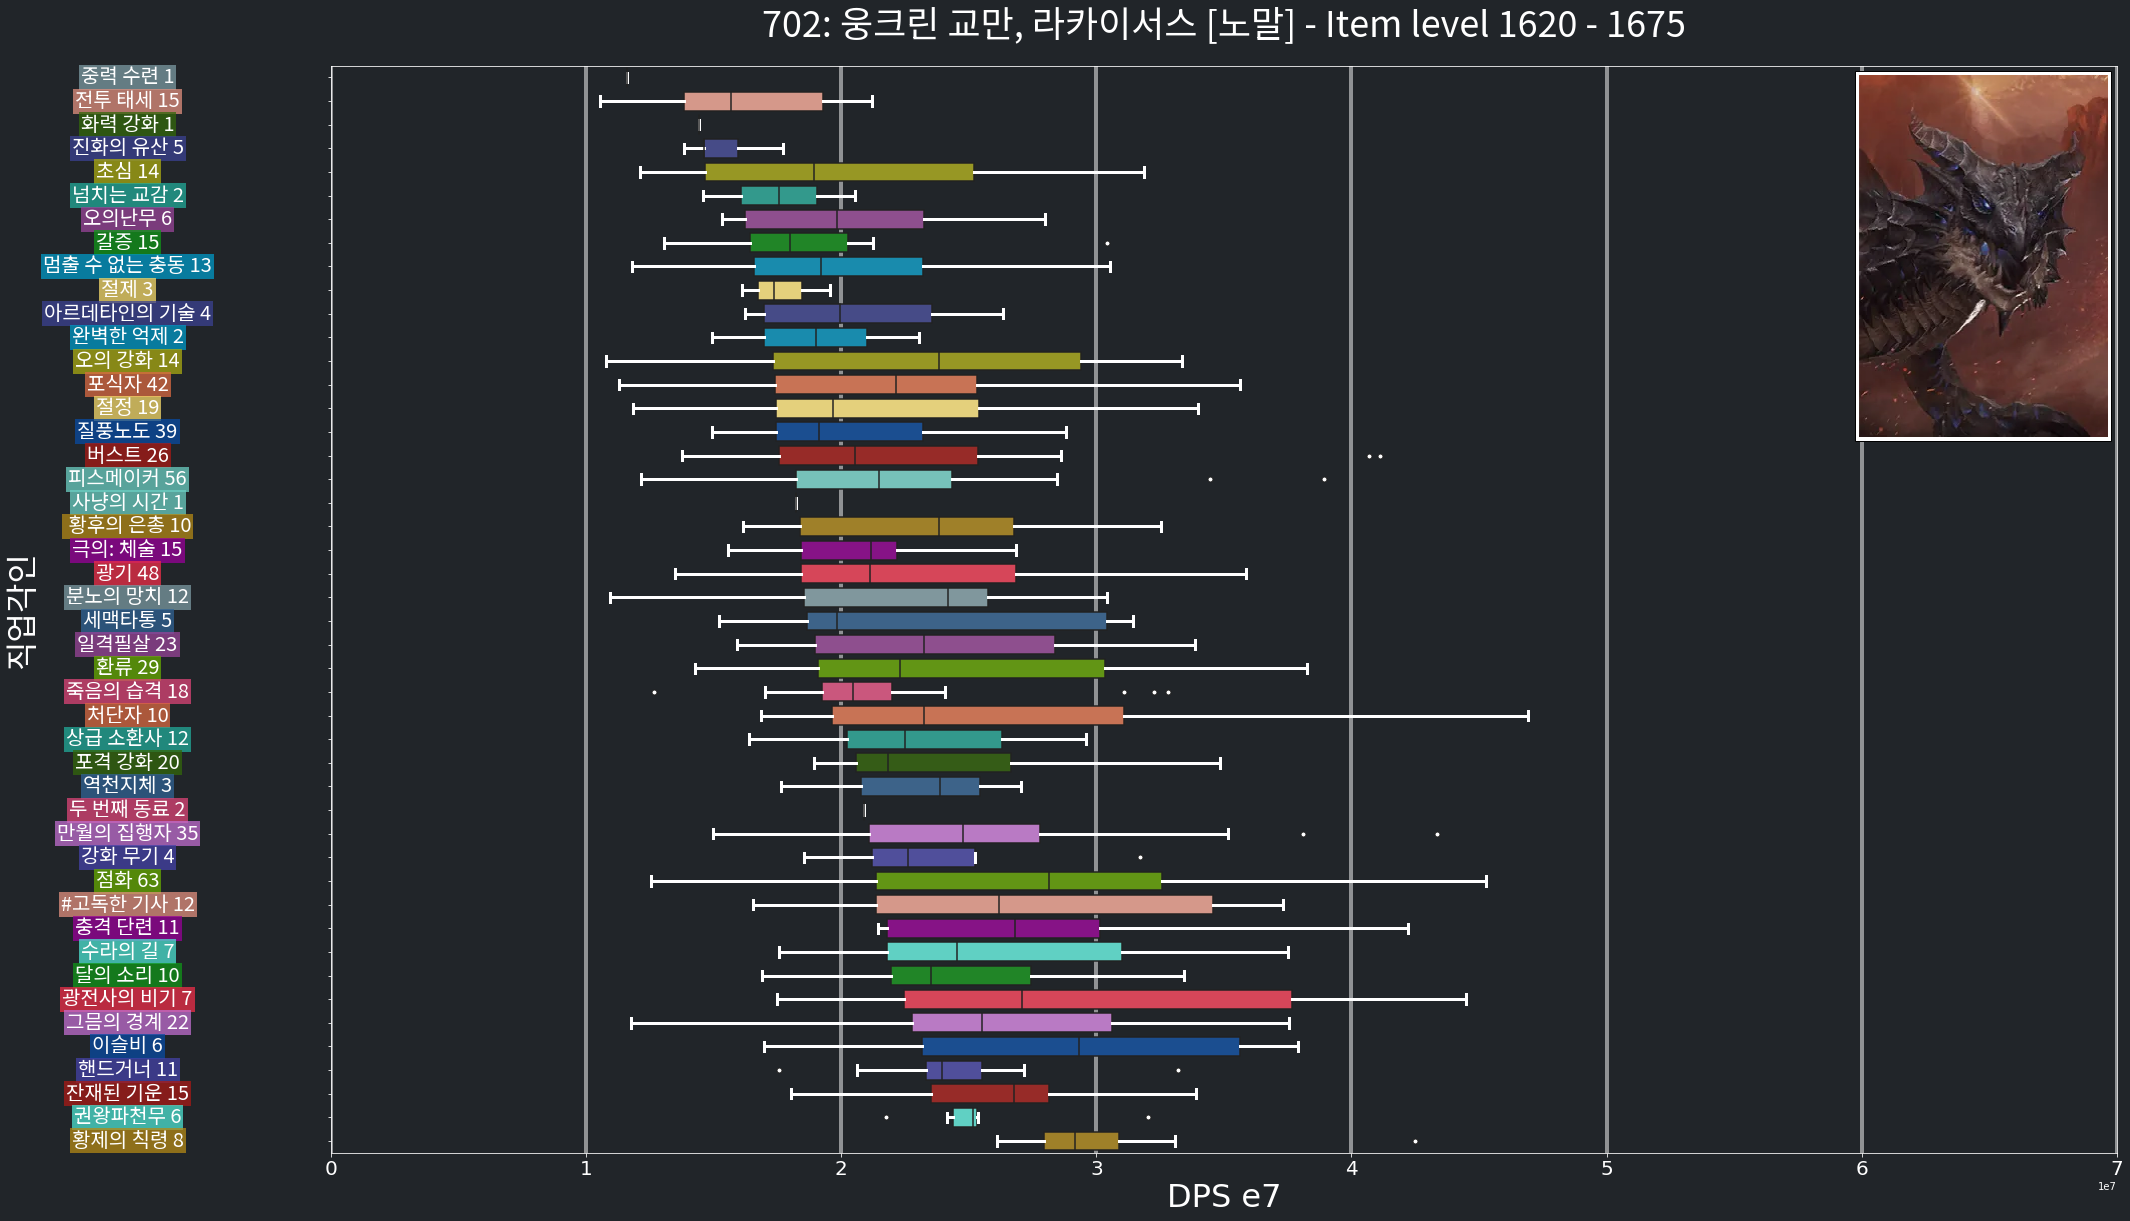 702: 웅크린 교만, 라카이서스 [노말] - Item level 1620 - 1675
중력 수련 1
전투 태세 15
화력 강화 1
진화의 유산 5
초심 14
넘치는 교감 2
오의난무 6
갈증 15
멈출 수 없는 충동 13
절제 3
아르데타인의 기술 4
완벽한 억제 2
오의 강화 14
포식자 42
절정 19
질풍노도 39
버스트 26
피스메이커 56
사냥의 시간 1
황후의 은총 10
극의: 체술 15
광기 48
분노의 망치 12
세맥타통 5
일격필살 23
환류 29
죽음의 습격 18
처단자 10
상급 소환사 12
포격 강화 20
역천지체 3
두 번째 동료 2
만월의 집행자 35
강화 무기 4
점화 63
#고독한 기사 12
충격 단련 11
수라의 길 7
달의 소리 10
광전사의 비기 7
그믐의 경계 22
이슬비 6
핸드거너 11
잔재된 기운 15
권왕파천무 6
황제의 칙령 8
직업각인
0 1 2 3 4 5 6 7
1e7
DPS e7